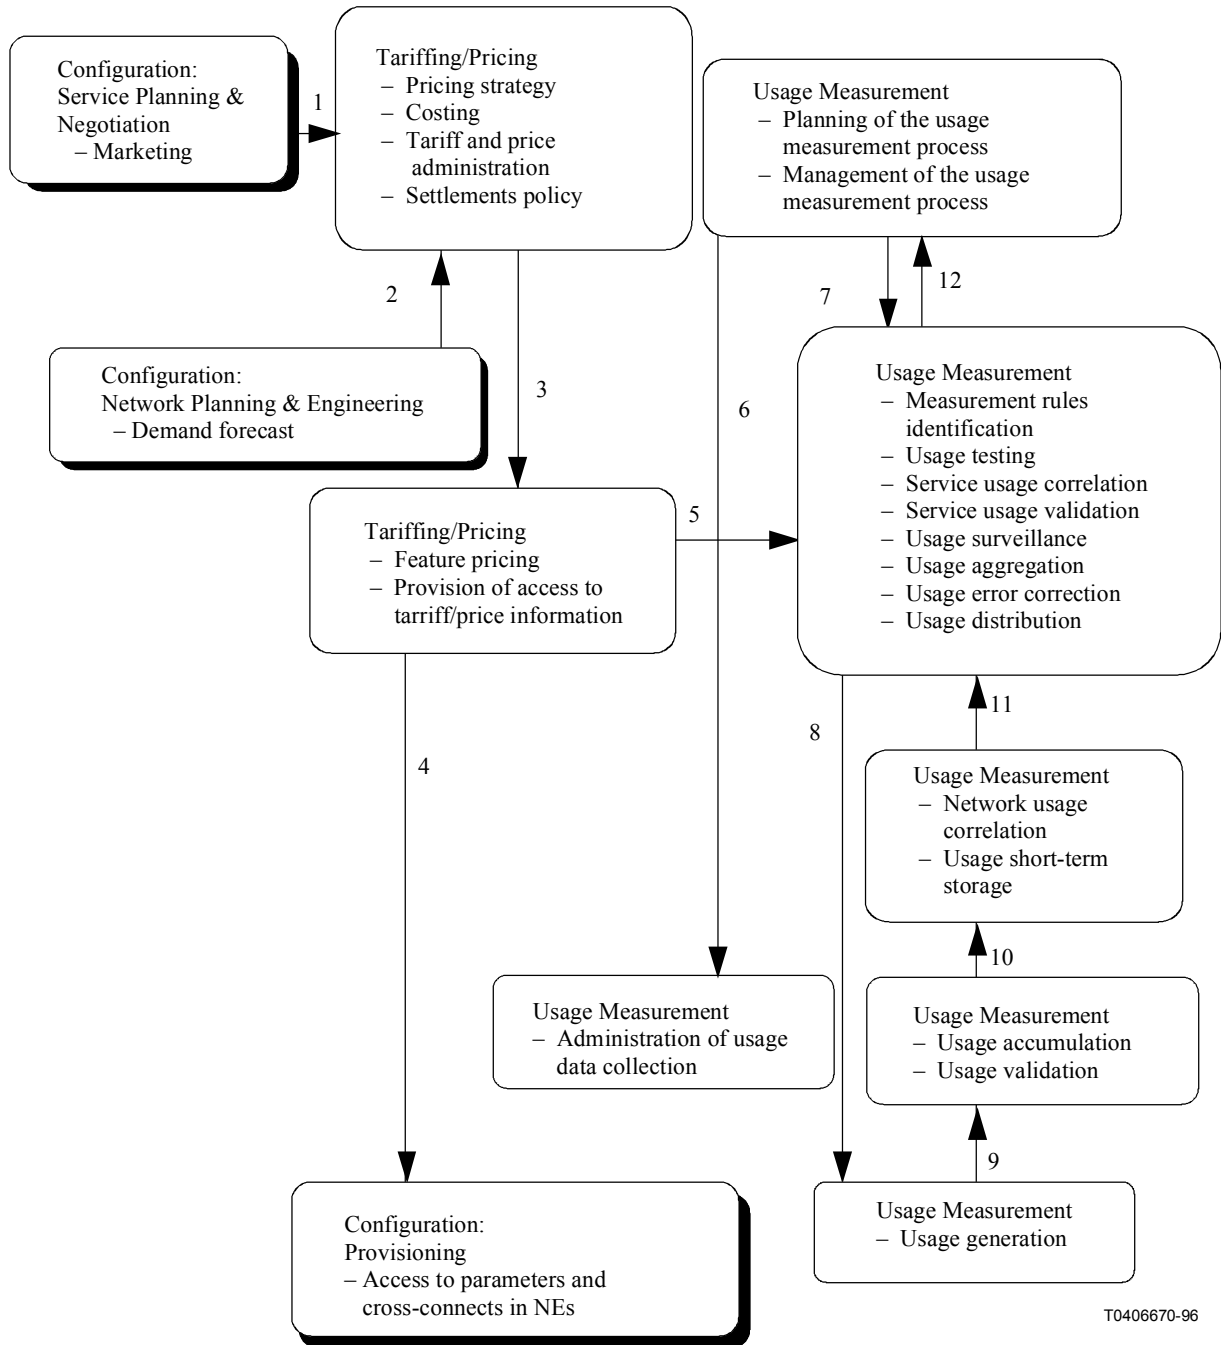 Configuration:
Service Planning &
Negotiation
– Marketing
1
Tariffing/Pricing
– Pricing strategy
– Costing
– Tariff and price
administration
– Settlements policy
Usage Measurement
– Planning of the usage
measurement process
– Management of the usage
measurement process
2
7
12
Configuration:
Network Planning & Engineering
– Demand forecast
3
6
Usage Measurement
– Measurement rules
identification
– Usage testing
– Service usage correlation
– Service usage validation
– Usage surveillance
– Usage aggregation
– Usage error correction
– Usage distribution
Tariffing/Pricing
– Feature pricing
– Provision of access to
tarriff/price information
5
4
8
11
Usage Measurement
– Network usage
correlation
– Usage short-term
storage
10
Usage Measurement
– Administration of usage
data collection
Usage Measurement
– Usage accumulation
– Usage validation
9
Configuration:
Provisioning
– Access to parameters and
cross-connects in NEs
Usage Measurement
– Usage generation
T0406670-96